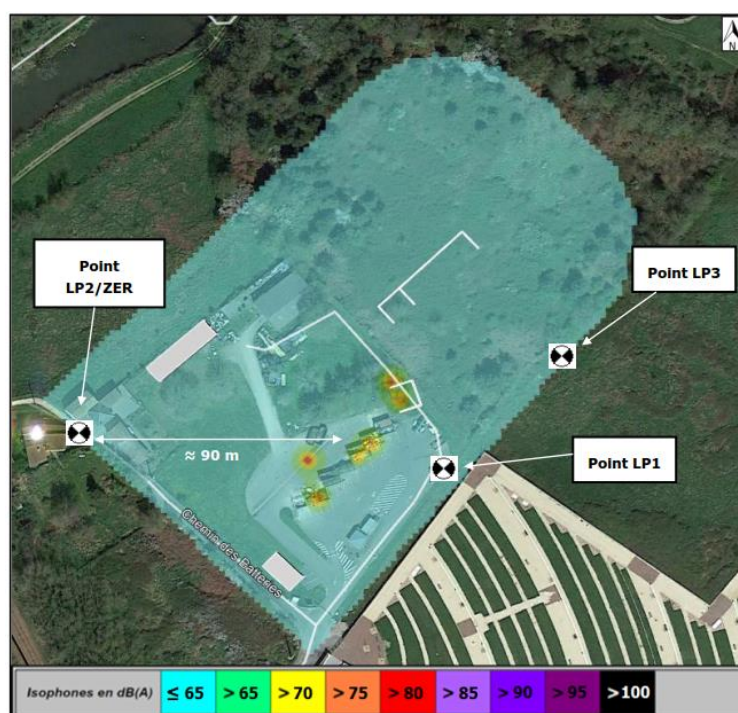 N
Point
LP2/ZER
Point LP3
≈ 90 m
Point LP1
Chemin des Batteries
Isophones en dB(A) ≤ 65 > 65 > 70 > 75 > 80 > 85 > 90 > 95 >100